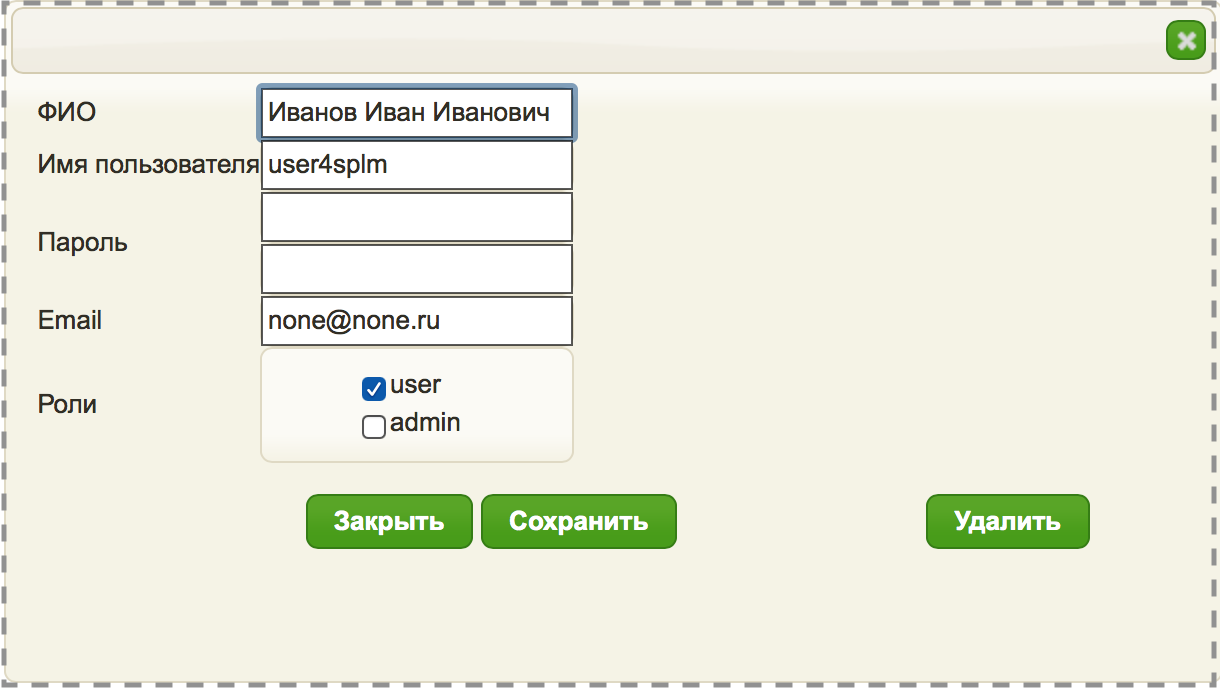 ФИО Иванов Иван Иванович
Имя пользователя user4splm
Пароль
Email none@none.ru
user
Роли
admin
Закрыть Сохранить Удалить